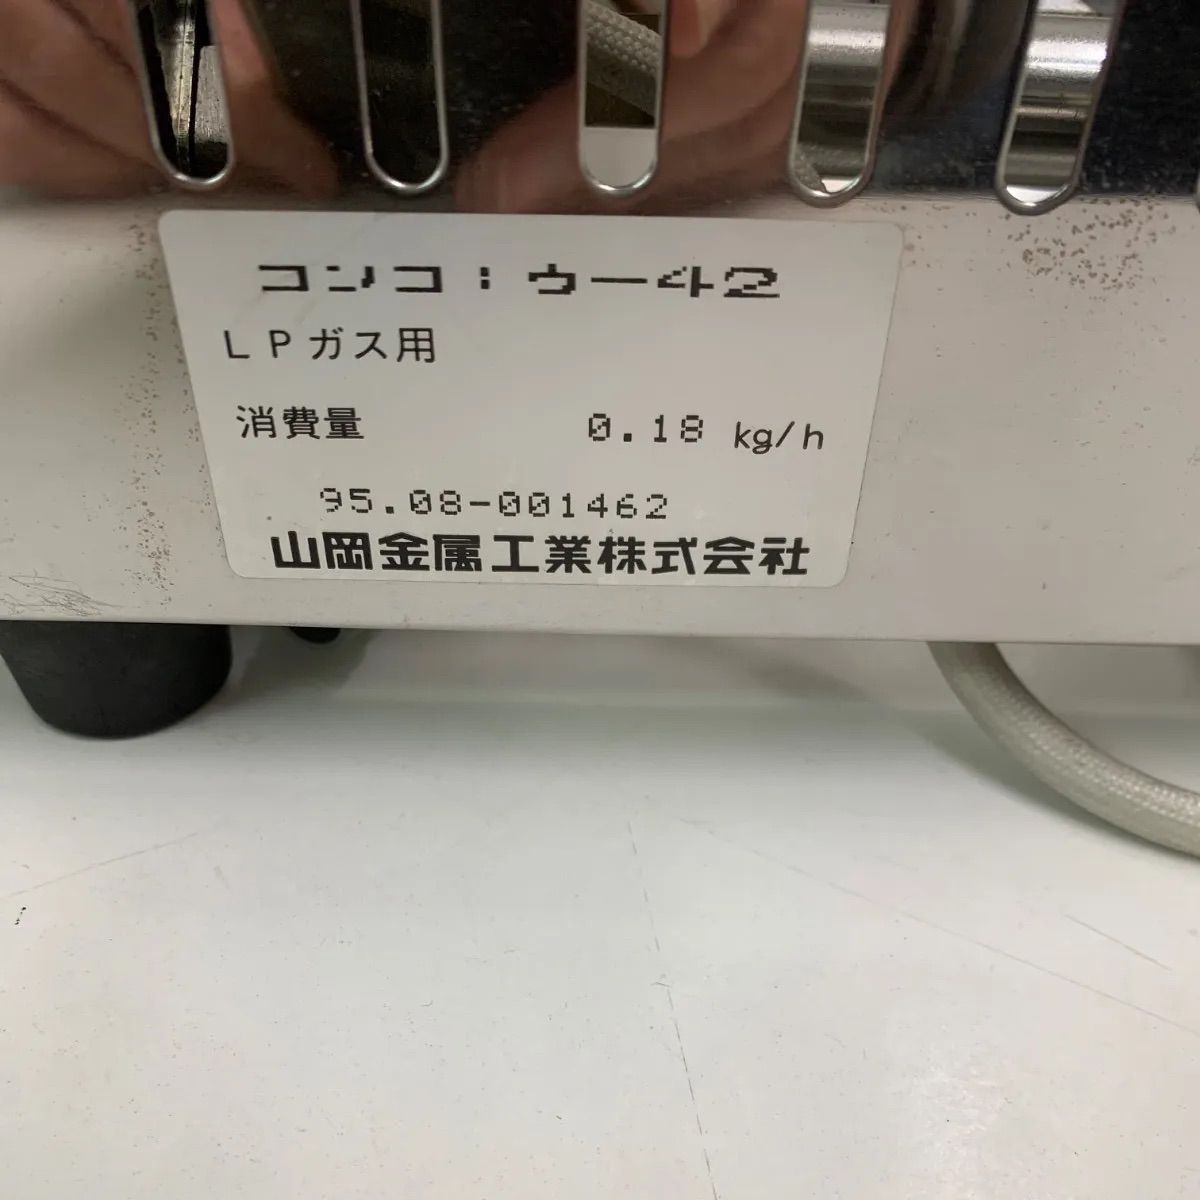 コンロ：ウー42
LPガス用
消費量 0.18 kg/h
95.08-001462
山岡金属工業株式会社